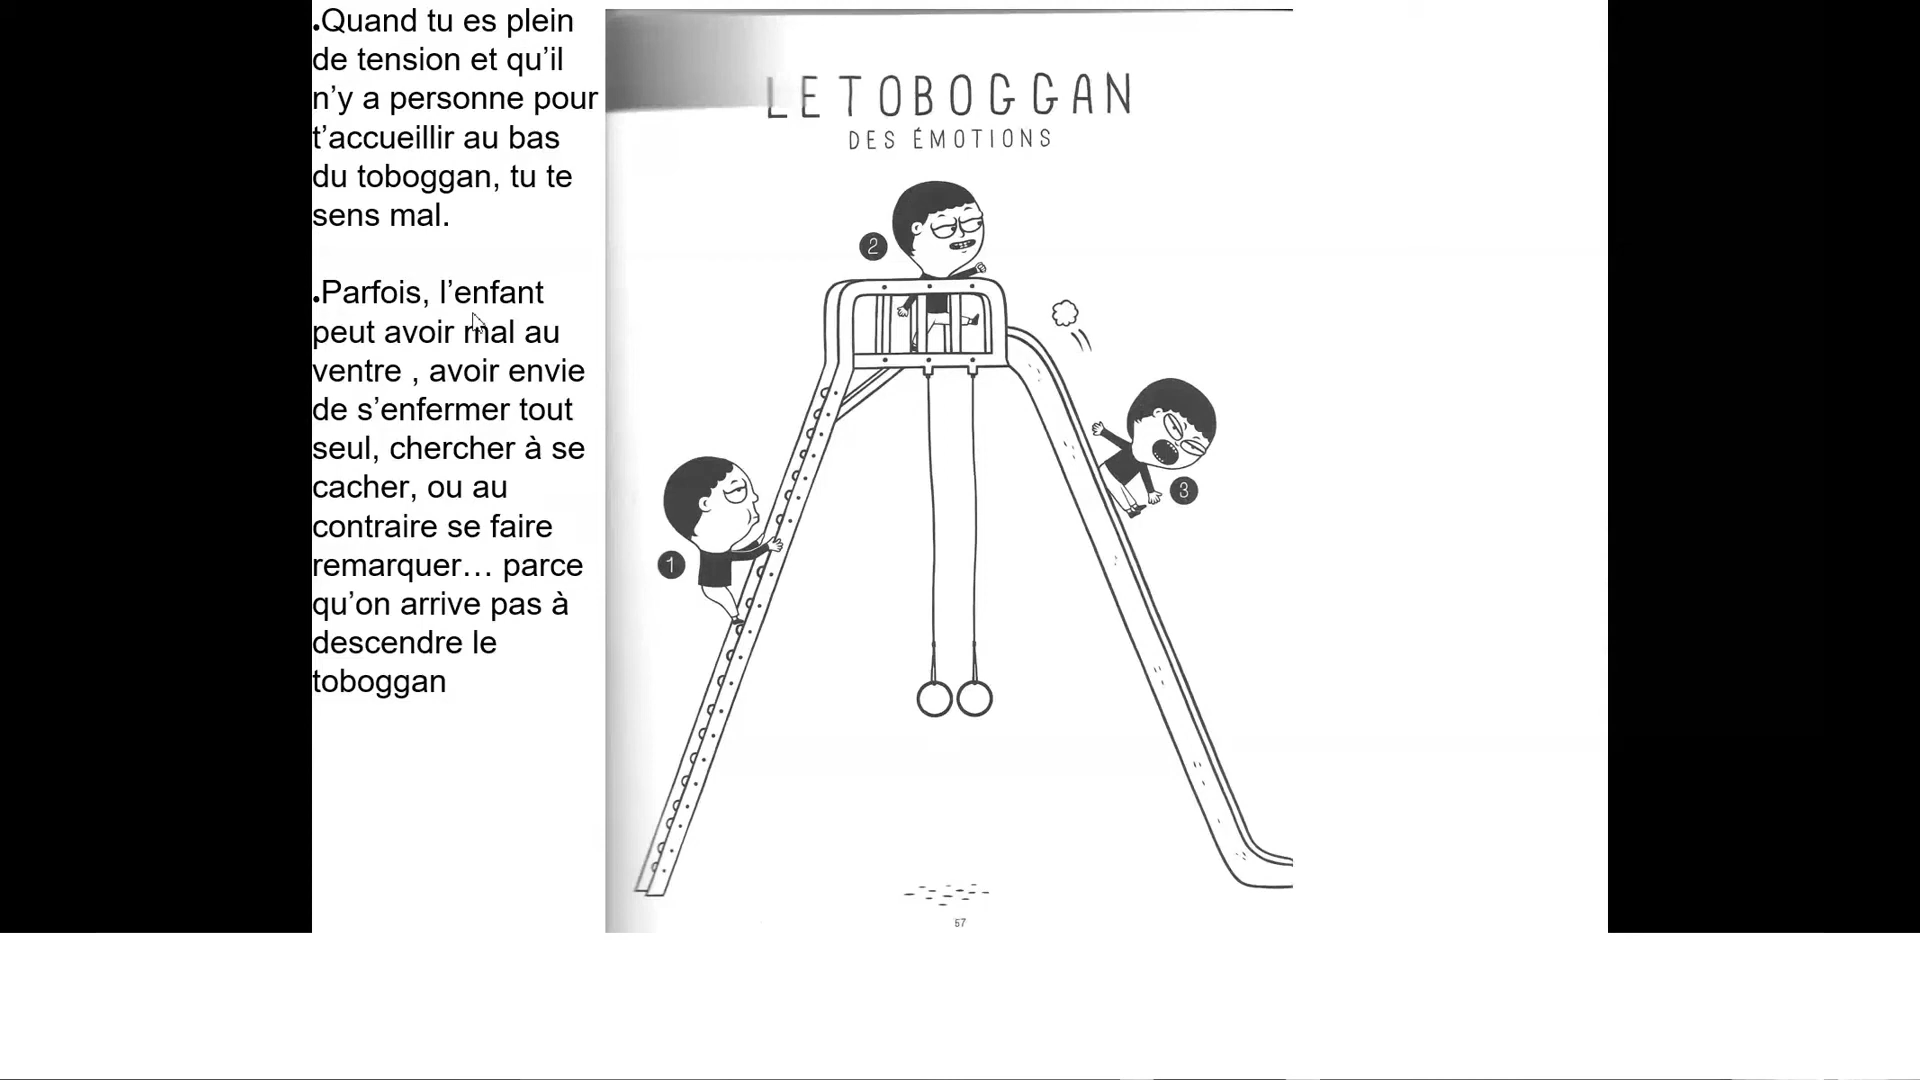 •Quand tu es plein
de tension et qu’il
n’y a personne pour
t’accueillir au bas
du toboggan, tu te
sens mal.
•Parfois, l’enfant
peut avoir mal au
ventre , avoir envie
de s’enfermer tout
seul, chercher à se
cacher, ou au
contraire se faire
remarquer… parce
qu’on arrive pas à
descendre le
toboggan
LE TOBOGGAN
DES ÉMOTIONS
2
3
1
57